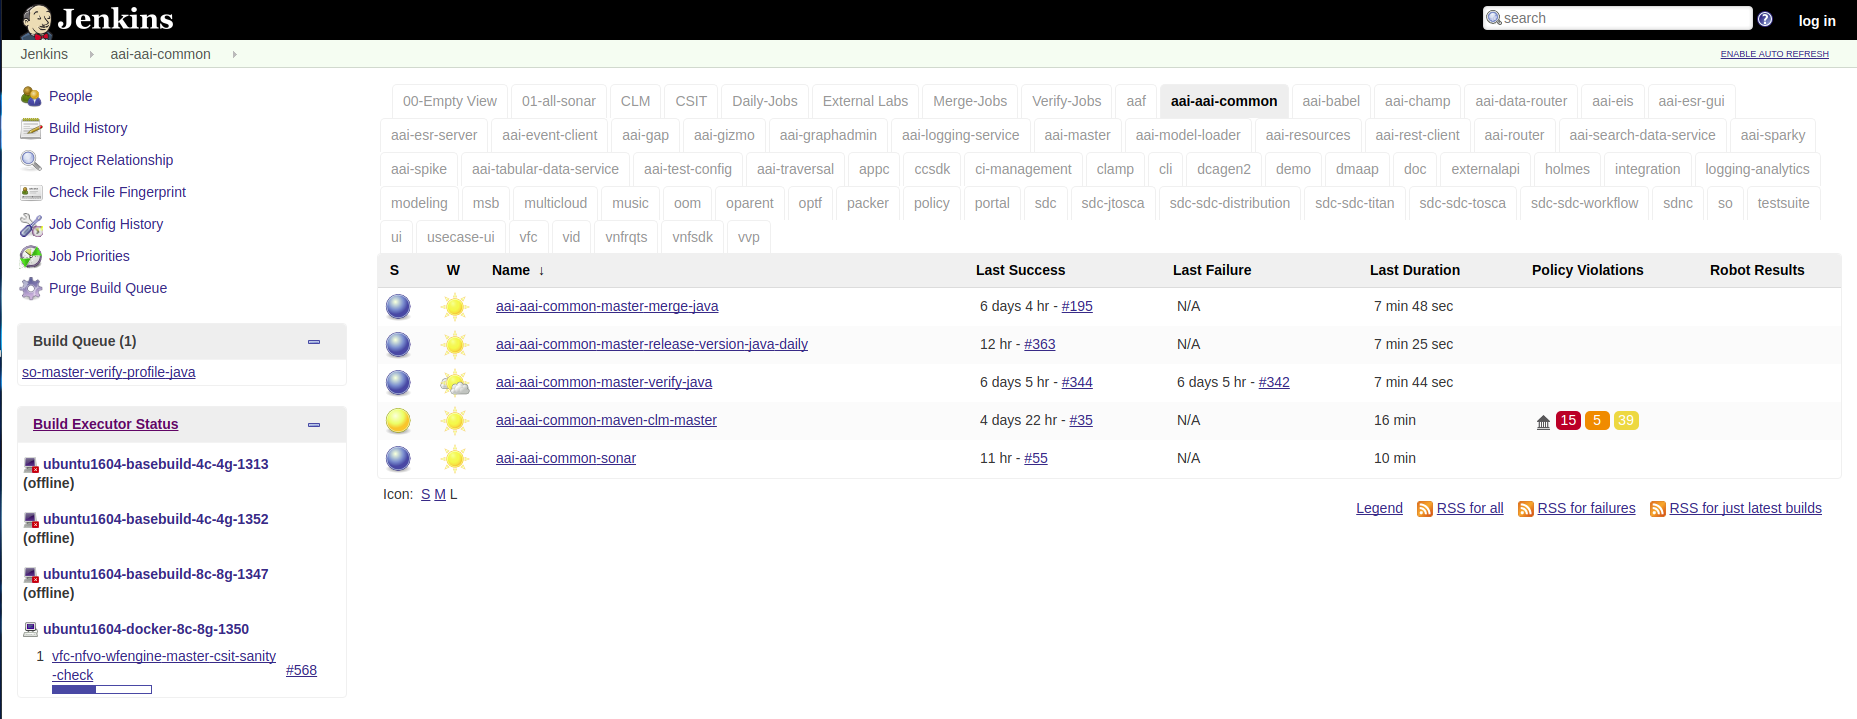 Jenkins
search
? log in
Jenkins aai-aai-common
ENABLE AUTO REFRESH
People
Build History
Project Relationship
Check File Fingerprint
Job Config History
Job Priorities
Purge Build Queue
Build Queue (1)
so-master-verify-profile-java
Build Executor Status
ubuntu1604-basebuild-4c-4g-1313
(offline)
ubuntu1604-basebuild-4c-4g-1352
(offline)
ubuntu1604-basebuild-8c-8g-1347
(offline)
ubuntu1604-docker-8c-8g-1350
1 vfc-nfvo-wfengine-master-csit-sanity
-check #568
00-Empty View 01-all-sonar CLM CSIT Daily-Jobs External Labs Merge-Jobs Verify-Jobs aaf aai-aai-common aai-babel aai-champ aai-data-router aai-eis aai-esr-gui
aai-esr-server aai-event-client aai-gap aai-gizmo aai-graphadmin aai-logging-service aai-master aai-model-loader aai-resources aai-rest-client aai-router aai-search-data-service aai-sparky
aai-spike aai-tabular-data-service aai-test-config aai-traversal appc ccsdk ci-management clamp cli dcagen2 demo dmaap doc externalapi holmes integration logging-analytics
modeling msb multicloud music oom oparent optf packer policy portal sdc sdc-jtosca sdc-sdc-distribution sdc-sdc-titan sdc-sdc-tosca sdc-sdc-workflow sdnc so testsuite
ui usecase-ui vfc vid vnfrqts vnfsdk vvp
S W Name ↓ Last Success Last Failure Last Duration Policy Violations Robot Results
aai-aai-common-master-merge-java 6 days 4 hr - #195 N/A 7 min 48 sec
aai-aai-common-master-release-version-java-daily 12 hr - #363 N/A 7 min 25 sec
aai-aai-common-master-verify-java 6 days 5 hr - #344 6 days 5 hr - #342 7 min 44 sec
aai-aai-common-maven-clm-master 4 days 22 hr - #35 N/A 16 min 15 5 39
aai-aai-common-sonar 11 hr - #55 N/A 10 min
Icon: S M L
Legend RSS for all RSS for failures RSS for just latest builds